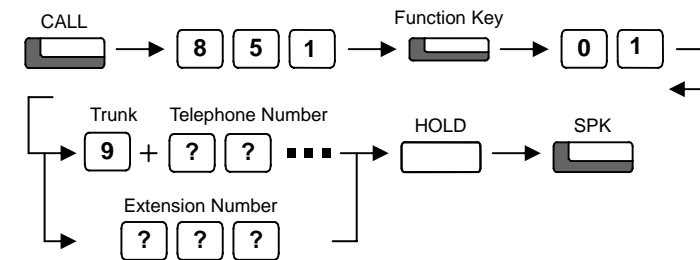 CALL
Function Key
8 5 1
0 1
Trunk Telephone Number
HOLD
SPK
9 + ? ?
Extension Number
? ? ?